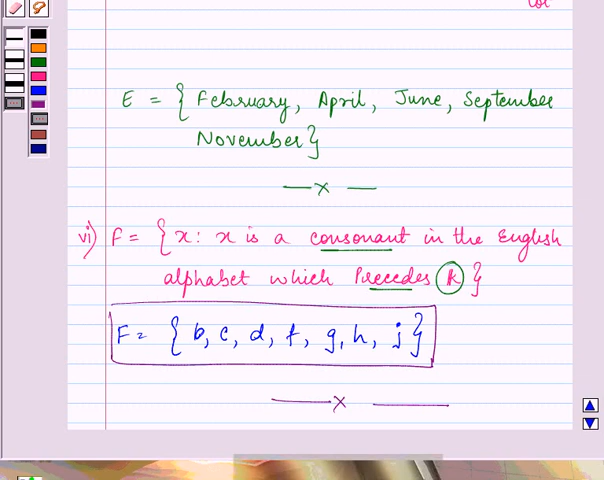 E = { February, April, June, September
November}
— x —
vi) F = { x: x is a consonant in the English
alphabet which Precedes k }
F = { b, c, d, f, g, h, j }
— x —